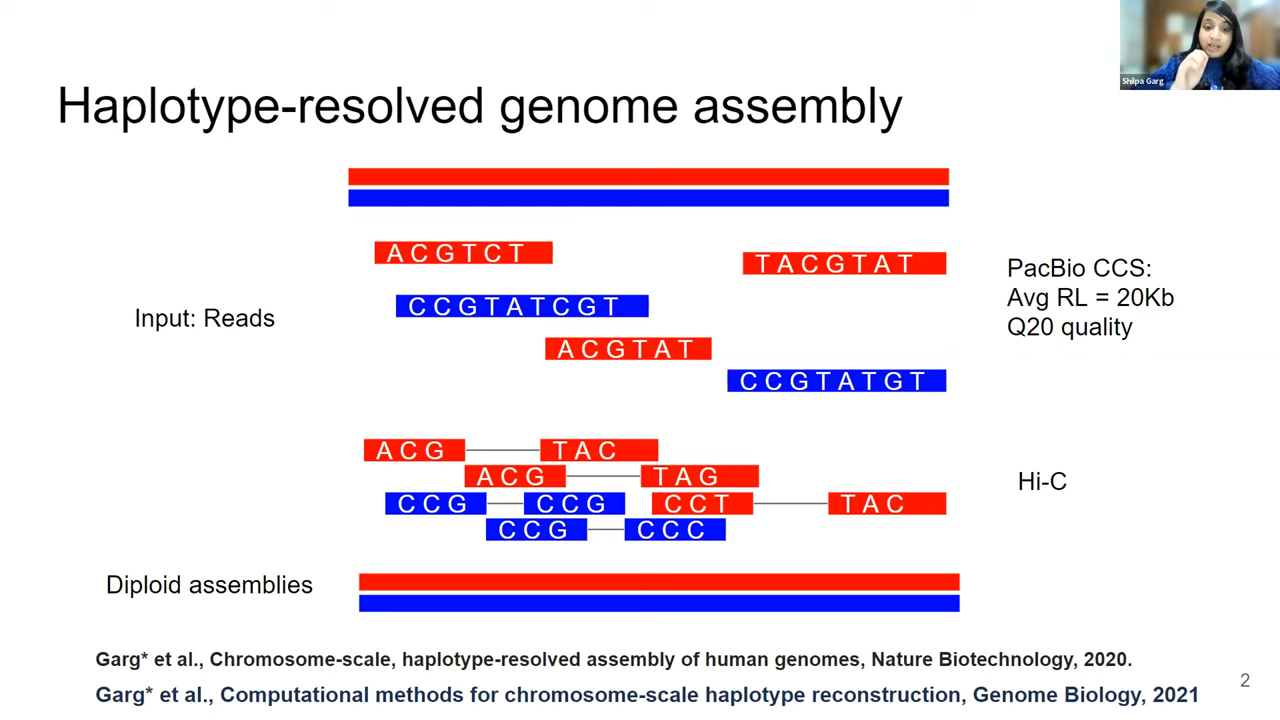 Shilpa Garg
Haplotype-resolved genome assembly
A C G T C T
T A C G T A T
PacBio CCS:
Avg RL = 20Kb
Q20 quality
Input: Reads
C C G T A T C G T
A C G T A T
C C G T A T G T
A C G T A C
A C G T A G
Hi-C
C C G C C G C C T T A C
C C G C C C
Diploid assemblies
Garg* et al., Chromosome-scale, haplotype-resolved assembly of human genomes, Nature Biotechnology, 2020.
Garg* et al., Computational methods for chromosome-scale haplotype reconstruction, Genome Biology, 2021
2